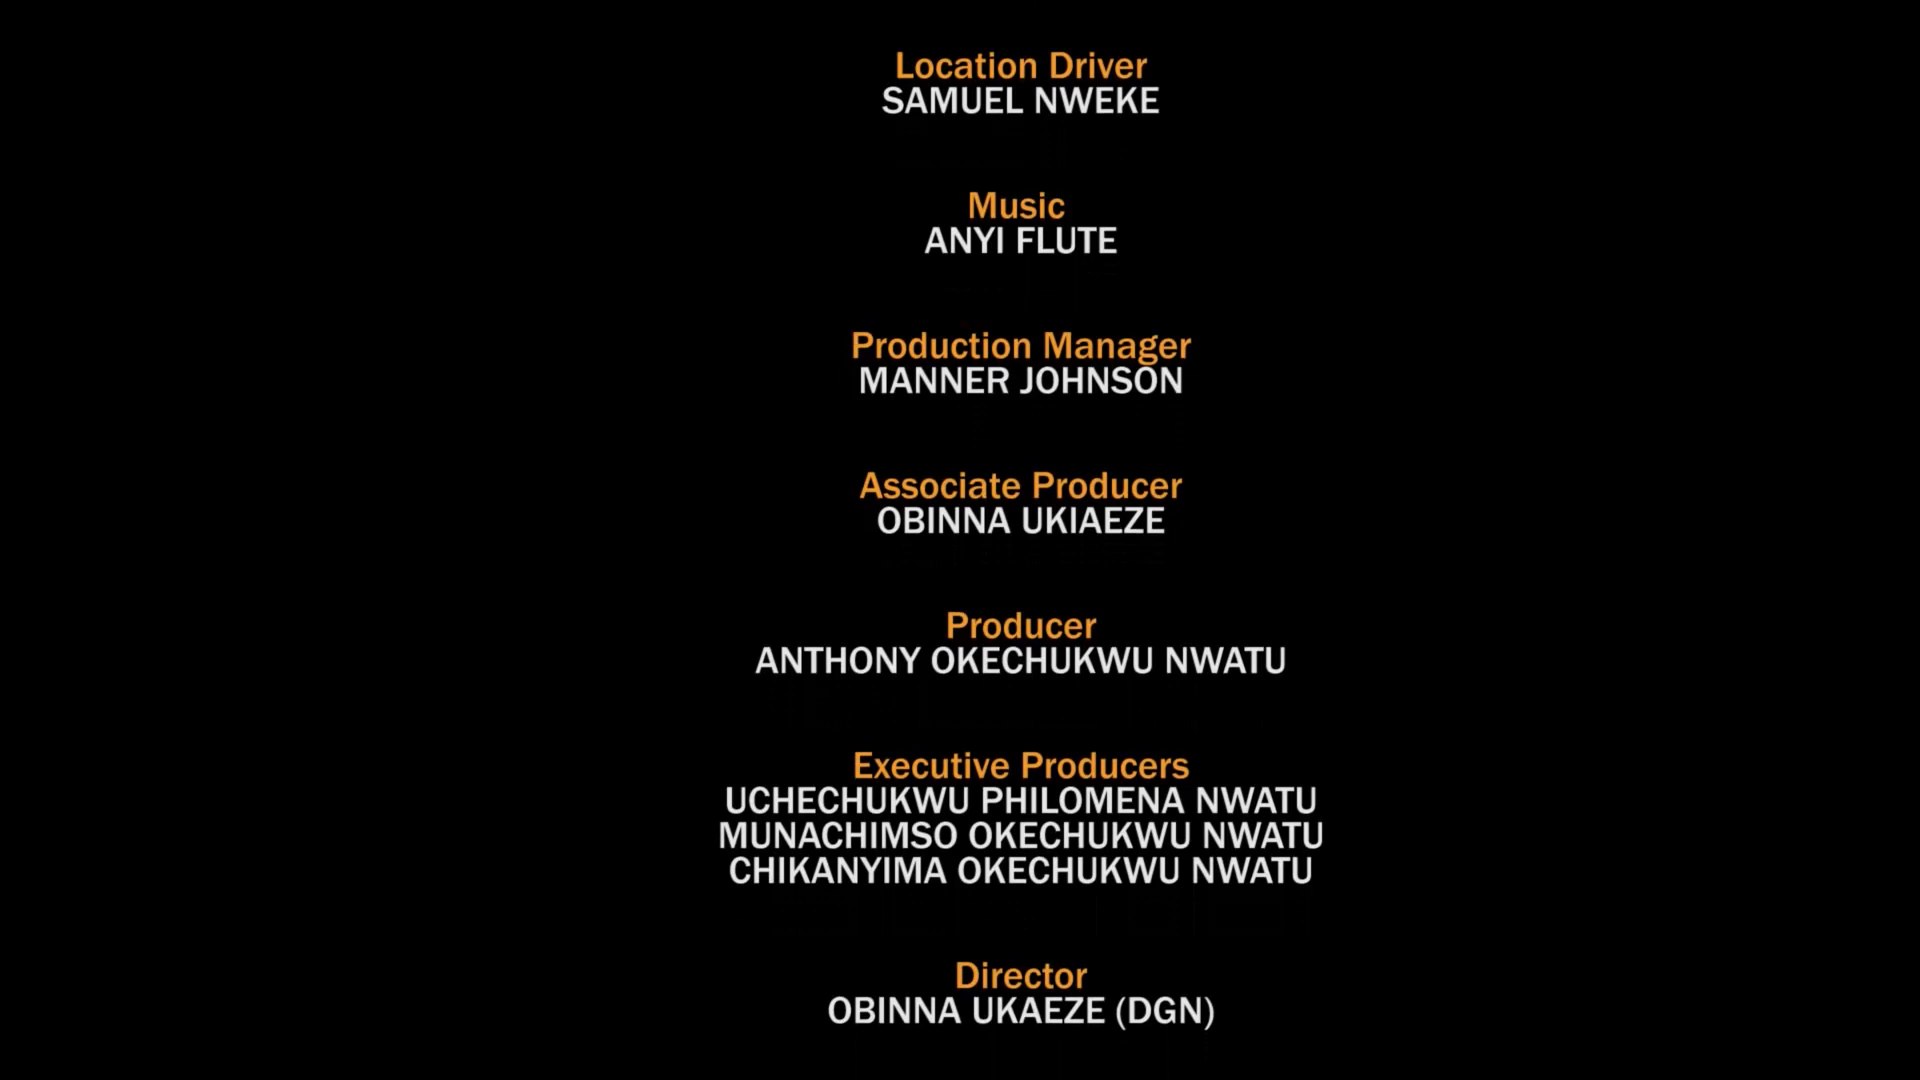 Location Driver
SAMUEL NWEKE
Music
ANYI FLUTE
Production Manager
MANNER JOHNSON
Associate Producer
OBINNA UKIAEZE
Producer
ANTHONY OKECHUKWU NWATU
Executive Producers
UCHECHUKWU PHILOMENA NWATU
MUNACHIMSO OKECHUKWU NWATU
CHIKANYIMA OKECHUKWU NWATU
Director
OBINNA UKAEZE (DGN)